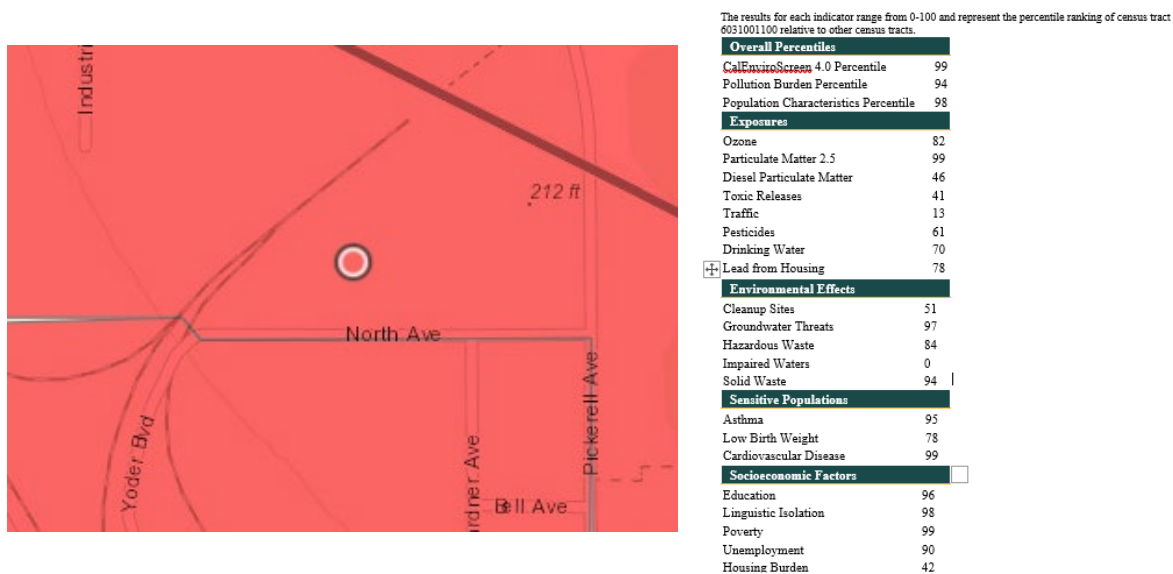 Industri
212 ft
North Ave
Pickerell Ave
Yoder Blvd
rdner Ave
Bell Ave
The results for each indicator range from 0-100 and represent the percentile ranking of census tract
6031001100 relative to other census tracts.
Overall Percentiles
CalEnviroScreen 4.0 Percentile 99
Pollution Burden Percentile 94
Population Characteristics Percentile 98
Exposures
Ozone 82
Particulate Matter 2.5 99
Diesel Particulate Matter 46
Toxic Releases 41
Traffic 13
Pesticides 61
Drinking Water 70
Lead from Housing 78
Environmental Effects
Cleanup Sites 51
Groundwater Threats 97
Hazardous Waste 84
Impaired Waters 0
Solid Waste 94
Sensitive Populations
Asthma 95
Low Birth Weight 78
Cardiovascular Disease 99
Socioeconomic Factors
Education 96
Linguistic Isolation 98
Poverty 99
Unemployment 90
Housing Burden 42